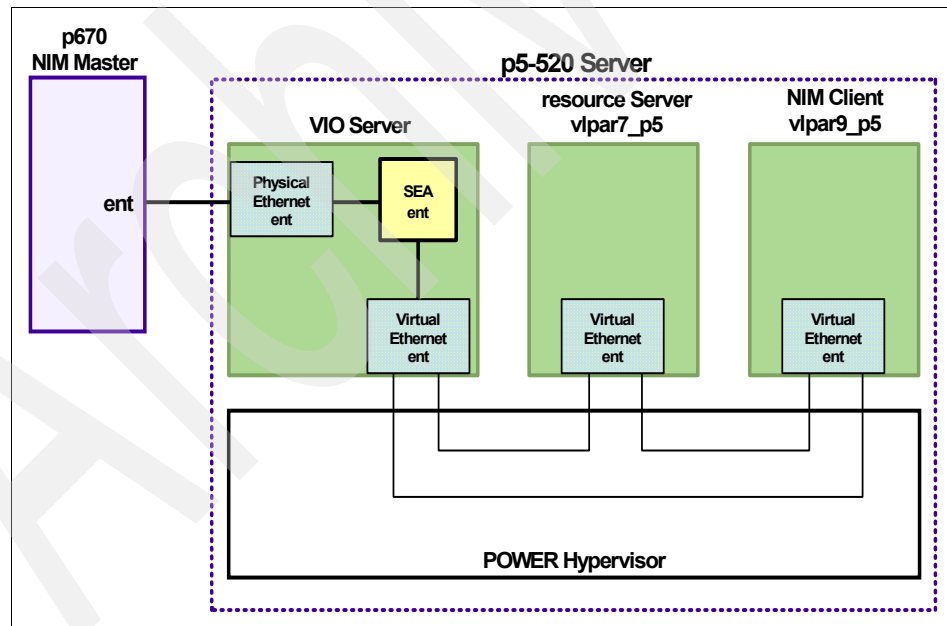 p670
NIM Master
p5-520 Server
VIO Server
resource Server
vlpar7_p5
NIM Client
vlpar9_p5
ent
Physical
Ethernet
ent
SEA
ent
Virtual
Ethernet
ent
Virtual
Ethernet
ent
Virtual
Ethernet
ent
POWER Hypervisor